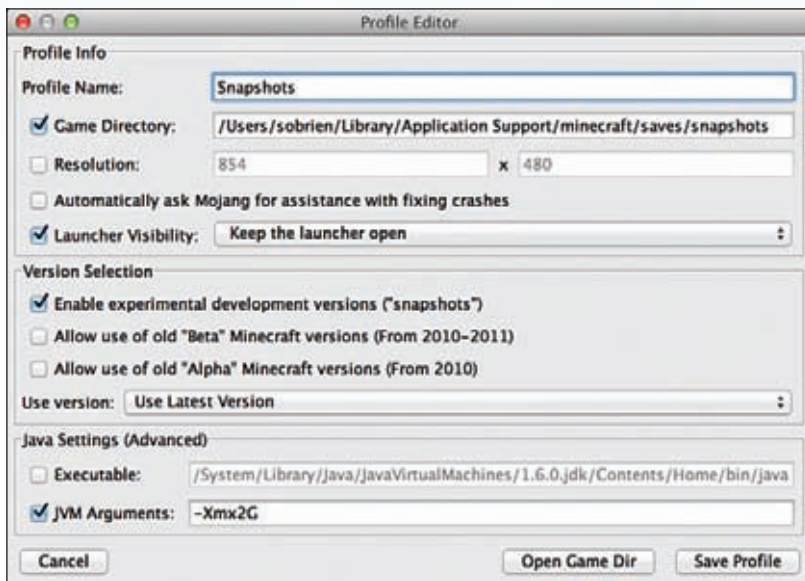 Profile Editor
Profile Info
Profile Name: Snapshots
Game Directory: /Users/sobrien/Library/Application Support/minecraft/saves/snapshots
Resolution: 854 x 480
Automatically ask Mojang for assistance with fixing crashes
Launcher Visibility: Keep the launcher open
Version Selection
Enable experimental development versions ("snapshots")
Allow use of old "Beta" Minecraft versions (From 2010-2011)
Allow use of old "Alpha" Minecraft versions (From 2010)
Use version: Use Latest Version
Java Settings (Advanced)
Executable: /System/Library/Java/JavaVirtualMachines/1.6.0.jdk/Contents/Home/bin/java
JVM Arguments: -Xmx2G
Cancel Open Game Dir Save Profile